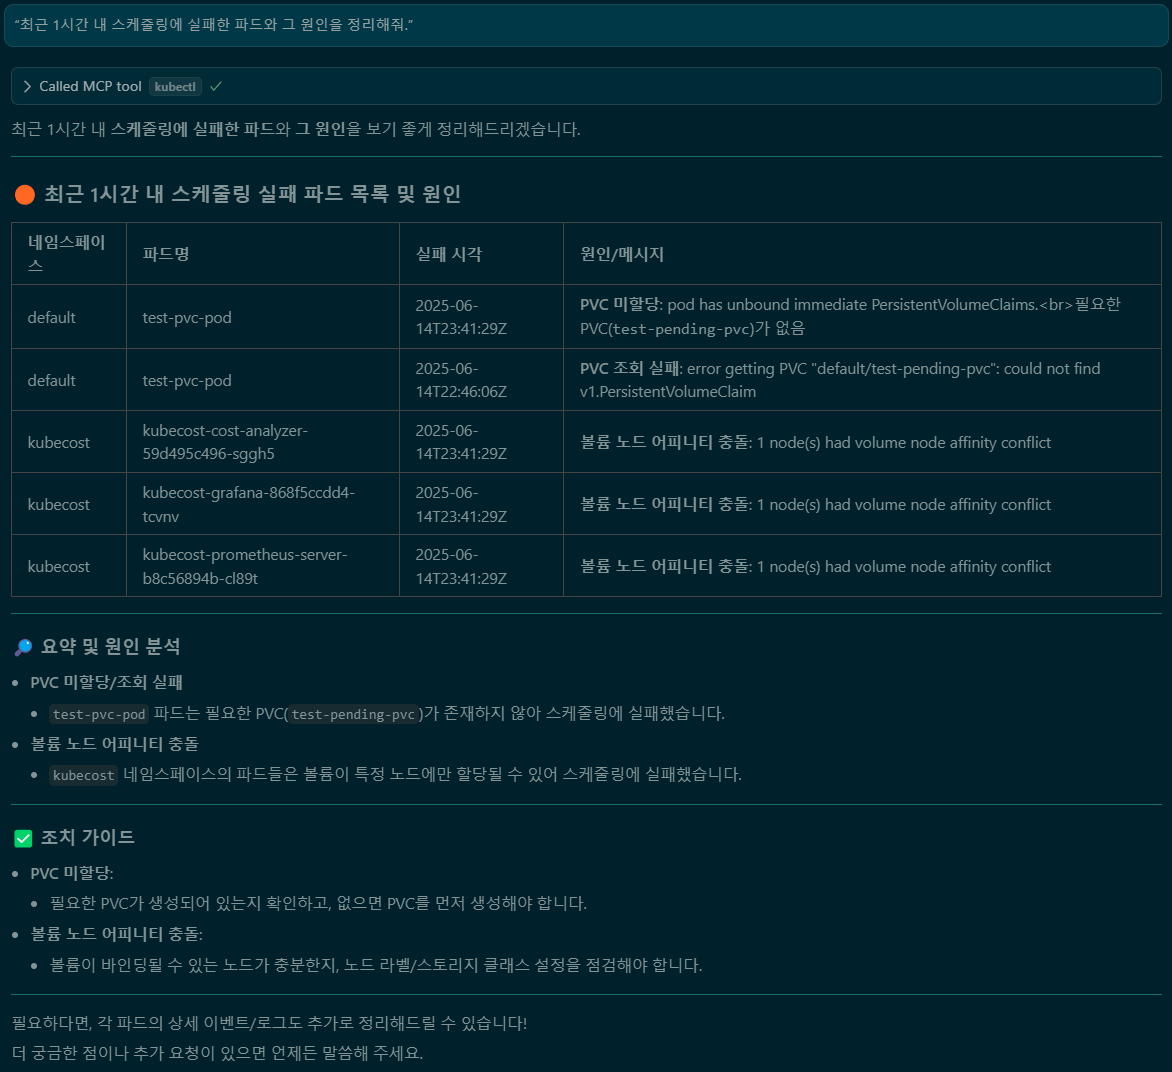 “최근 1시간 내 스케줄링에 실패한 파드와 그 원인을 정리해줘.”
Called MCP tool kubectl
최근 1시간 내 스케줄링에 실패한 파드와 그 원인을 보기 좋게 정리해드리겠습니다.
최근 1시간 내 스케줄링 실패 파드 목록 및 원인
네임스페이스 파드명 실패 시각 원인/메시지
default test-pvc-pod 2025-06-14T23:41:29Z PVC 미할당: pod has unbound immediate PersistentVolumeClaims.<br>필요한 PVC(test-pending-pvc)가 없음
default test-pvc-pod 2025-06-14T22:46:06Z PVC 조회 실패: error getting PVC "default/test-pending-pvc": could not find v1.PersistentVolumeClaim
kubecost kubecost-cost-analyzer-59d495c496-sggh5 2025-06-14T23:41:29Z 볼륨 노드 어피니티 충돌: 1 node(s) had volume node affinity conflict
kubecost kubecost-grafana-868f5ccdd4-tcvnv 2025-06-14T23:41:29Z 볼륨 노드 어피니티 충돌: 1 node(s) had volume node affinity conflict
kubecost kubecost-prometheus-server-b8c56894b-cl89t 2025-06-14T23:41:29Z 볼륨 노드 어피니티 충돌: 1 node(s) had volume node affinity conflict
요약 및 원인 분석
PVC 미할당/조회 실패
test-pvc-pod 파드는 필요한 PVC(test-pending-pvc)가 존재하지 않아 스케줄링에 실패했습니다.
볼륨 노드 어피니티 충돌
kubecost 네임스페이스의 파드들은 볼륨이 특정 노드에만 할당될 수 있어 스케줄링에 실패했습니다.
조치 가이드
PVC 미할당:
필요한 PVC가 생성되어 있는지 확인하고, 없으면 PVC를 먼저 생성해야 합니다.
볼륨 노드 어피니티 충돌:
볼륨이 바인딩될 수 있는 노드가 충분한지, 노드 라벨/스토리지 클래스 설정을 점검해야 합니다.
필요하다면, 각 파드의 상세 이벤트/로그도 추가로 정리해드릴 수 있습니다!
더 궁금한 점이나 추가 요청이 있으면 언제든 말씀해 주세요.